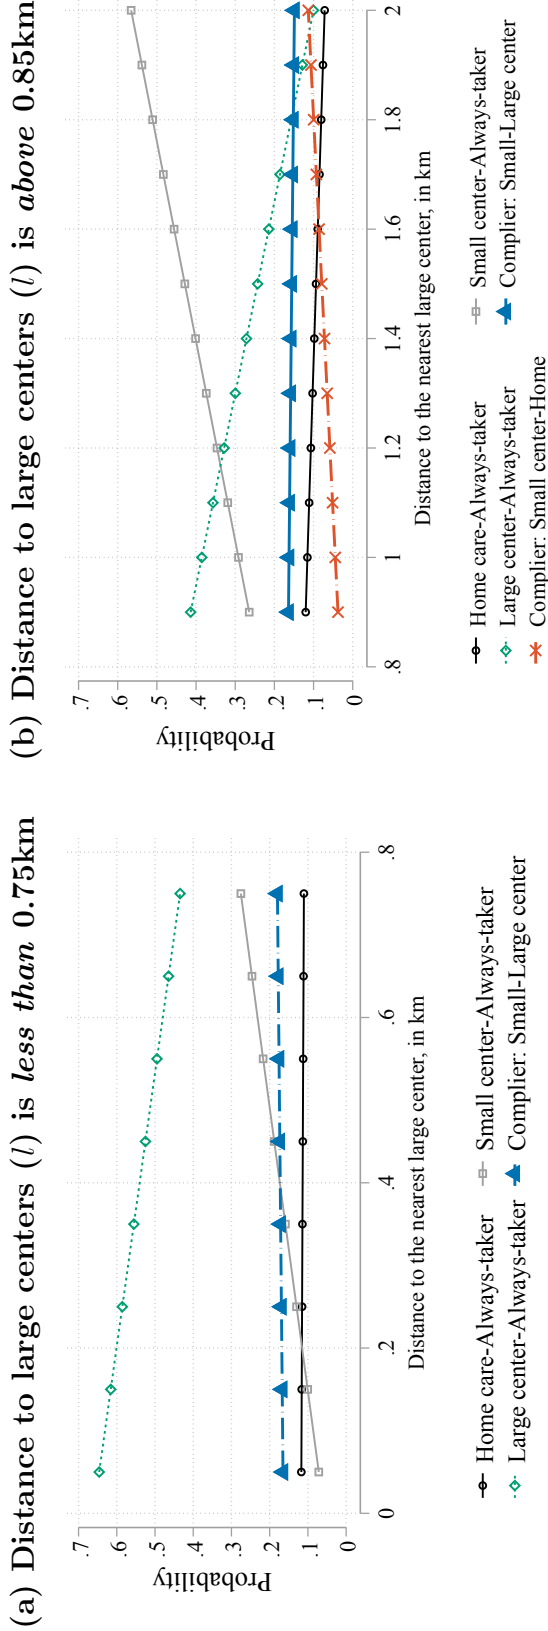 (a) Distance to large centers (l) is less than 0.75km
.7
.6
.5
.4
.3
.2
.1
0
Probability
0
.2
.4
.6
.8
Distance to the nearest large center, in km
Home care-Always-taker
Small center-Always-taker
Large center-Always-taker
Complier: Small-Large center
(b) Distance to large centers (l) is above 0.85km
.7
.6
.5
.4
.3
.2
.1
0
Probability
.8
1
1.2
1.4
1.6
1.8
2
Distance to the nearest large center, in km
Home care-Always-taker
Small center-Always-taker
Large center-Always-taker
Complier: Small-Large center
Complier: Small center-Home